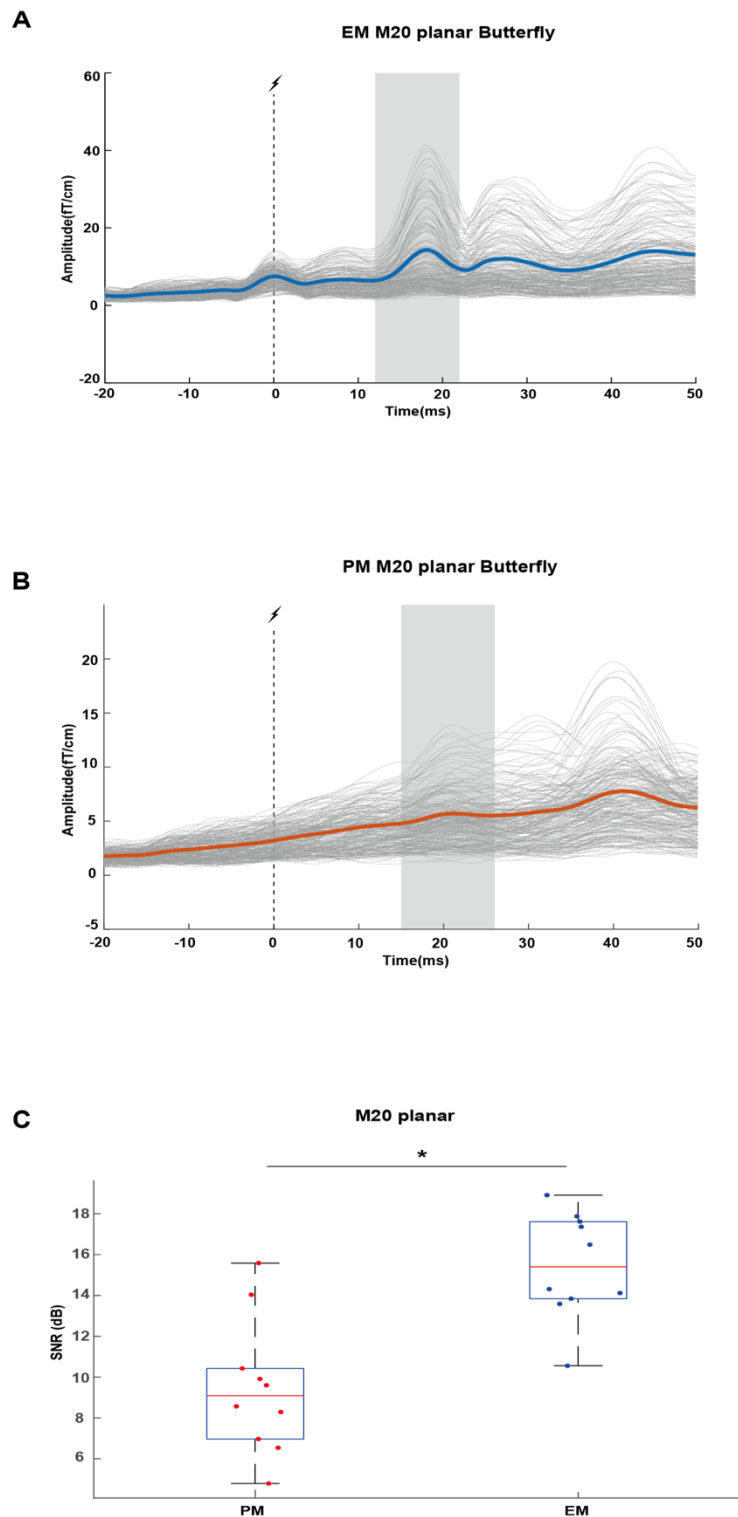 A
EM M20 planar Butterfly
60
40
20
0
-20
Amplitude(fT/cm)
-20 -10 0 10 20 30 40 50
Time(ms)
B
PM M20 planar Butterfly
20
15
10
5
0
-5
Amplitude(fT/cm)
-20 -10 0 10 20 30 40 50
Time(ms)
C
M20 planar
*
18
16
14
12
10
8
6
SNR (dB)
PM EM